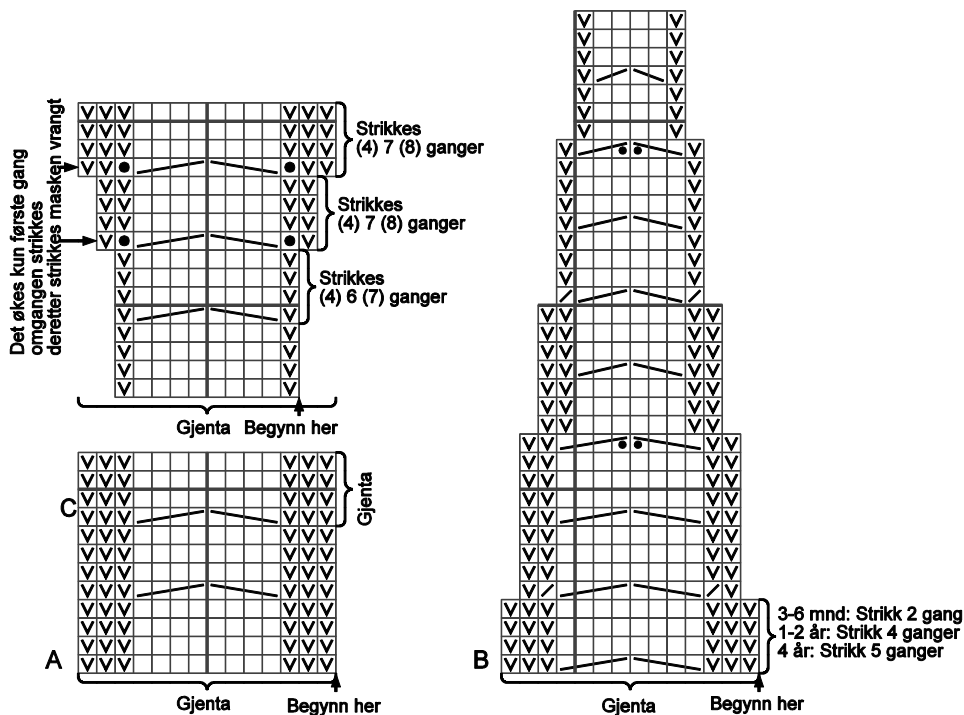 Det økes kun første gang
omgangen strikkes
deretter strikkes masken vrangt
Strikkes
(4) 7 (8) ganger
Strikkes
(4) 7 (8) ganger
Strikkes
(4) 6 (7) ganger
Gjenta
Begynn her
C
Gjenta
A
Gjenta
Begynn her
B
3-6 mnd: Strikk 2 gang
1-2 år: Strikk 4 ganger
4 år: Strikk 5 ganger
Gjenta
Begynn her